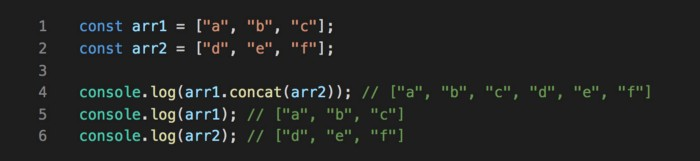 1 const arr1 = ["a", "b", "c"];
2 const arr2 = ["d", "e", "f"];
3
4 console.log(arr1.concat(arr2)); // ["a", "b", "c", "d", "e", "f"]
5 console.log(arr1); // ["a", "b", "c"]
6 console.log(arr2); // ["d", "e", "f"]